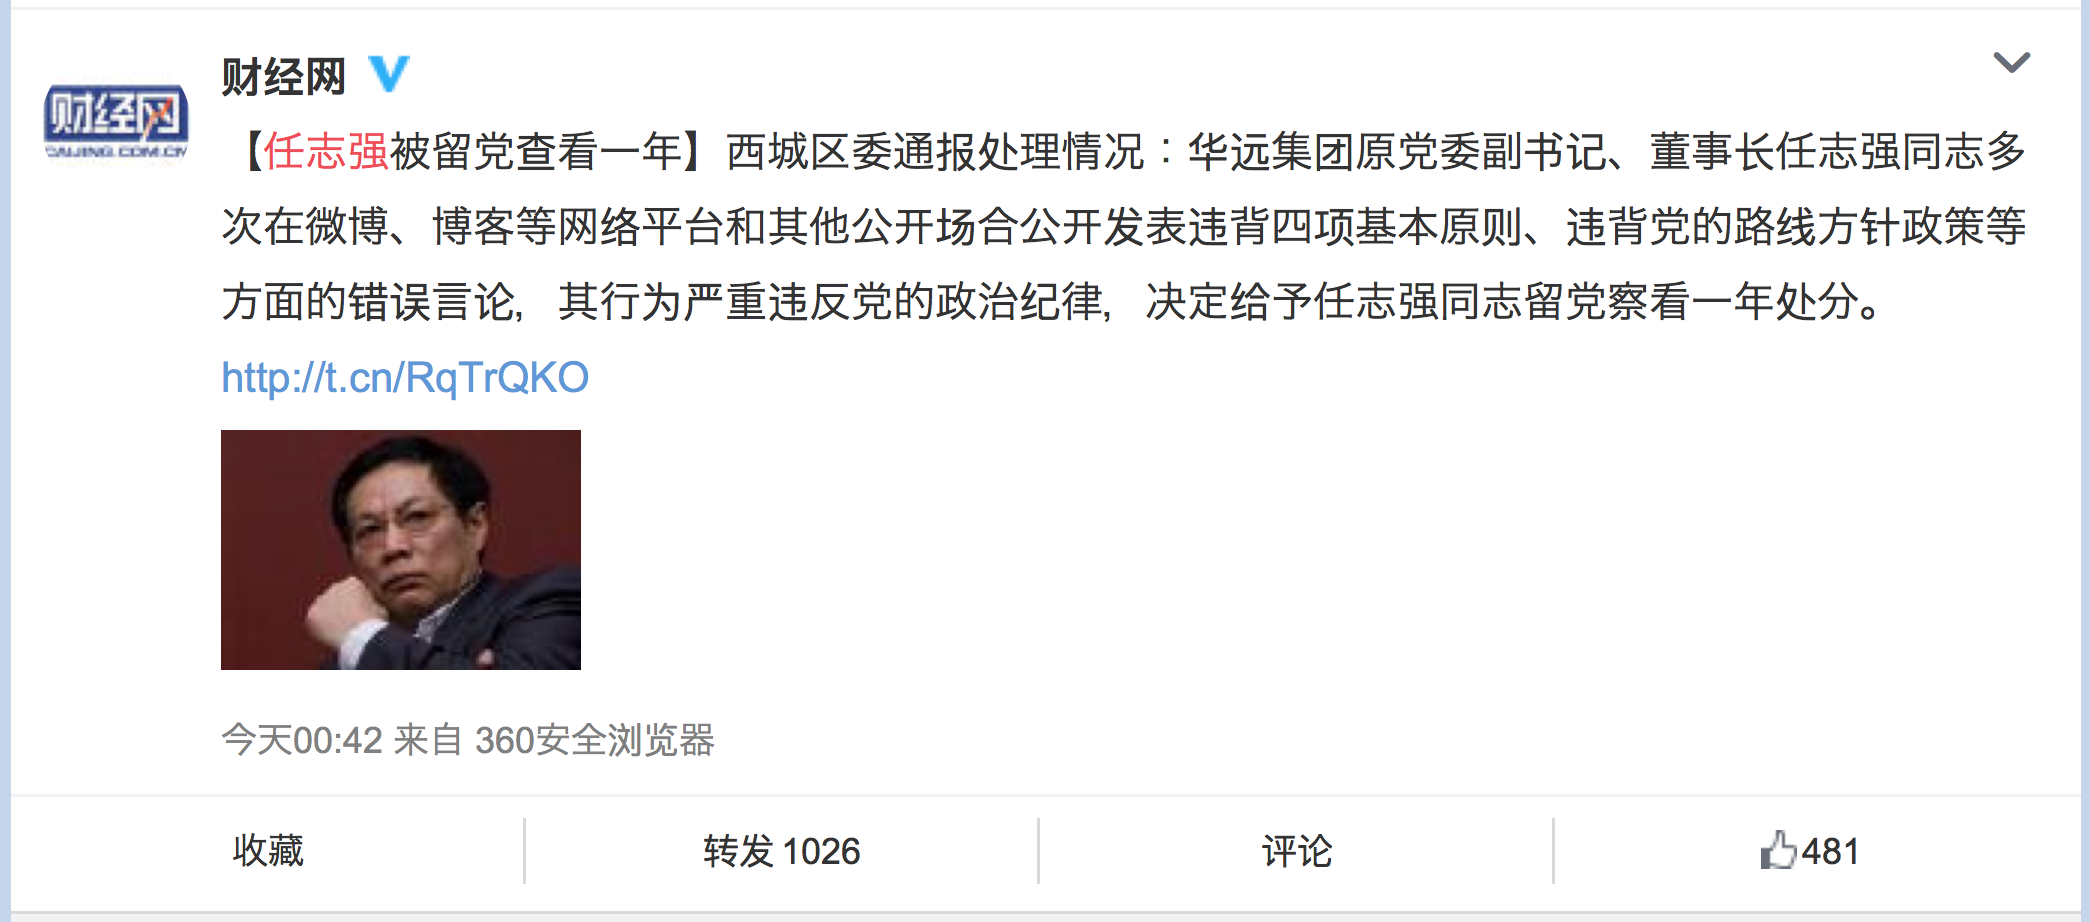 财经网
财经网
CAIJING.COM.CN
【任志强被留党查看一年】西城区委通报处理情况：华远集团原党委副书记、董事长任志强同志多
次在微博、博客等网络平台和其他公开场合公开发表违背四项基本原则、违背党的路线方针政策等
方面的错误言论，其行为严重违反党的政治纪律，决定给予任志强同志留党察看一年处分。
http://t.cn/RqTrQKO
今天00:42 来自 360安全浏览器
收藏 转发 1026 评论 481